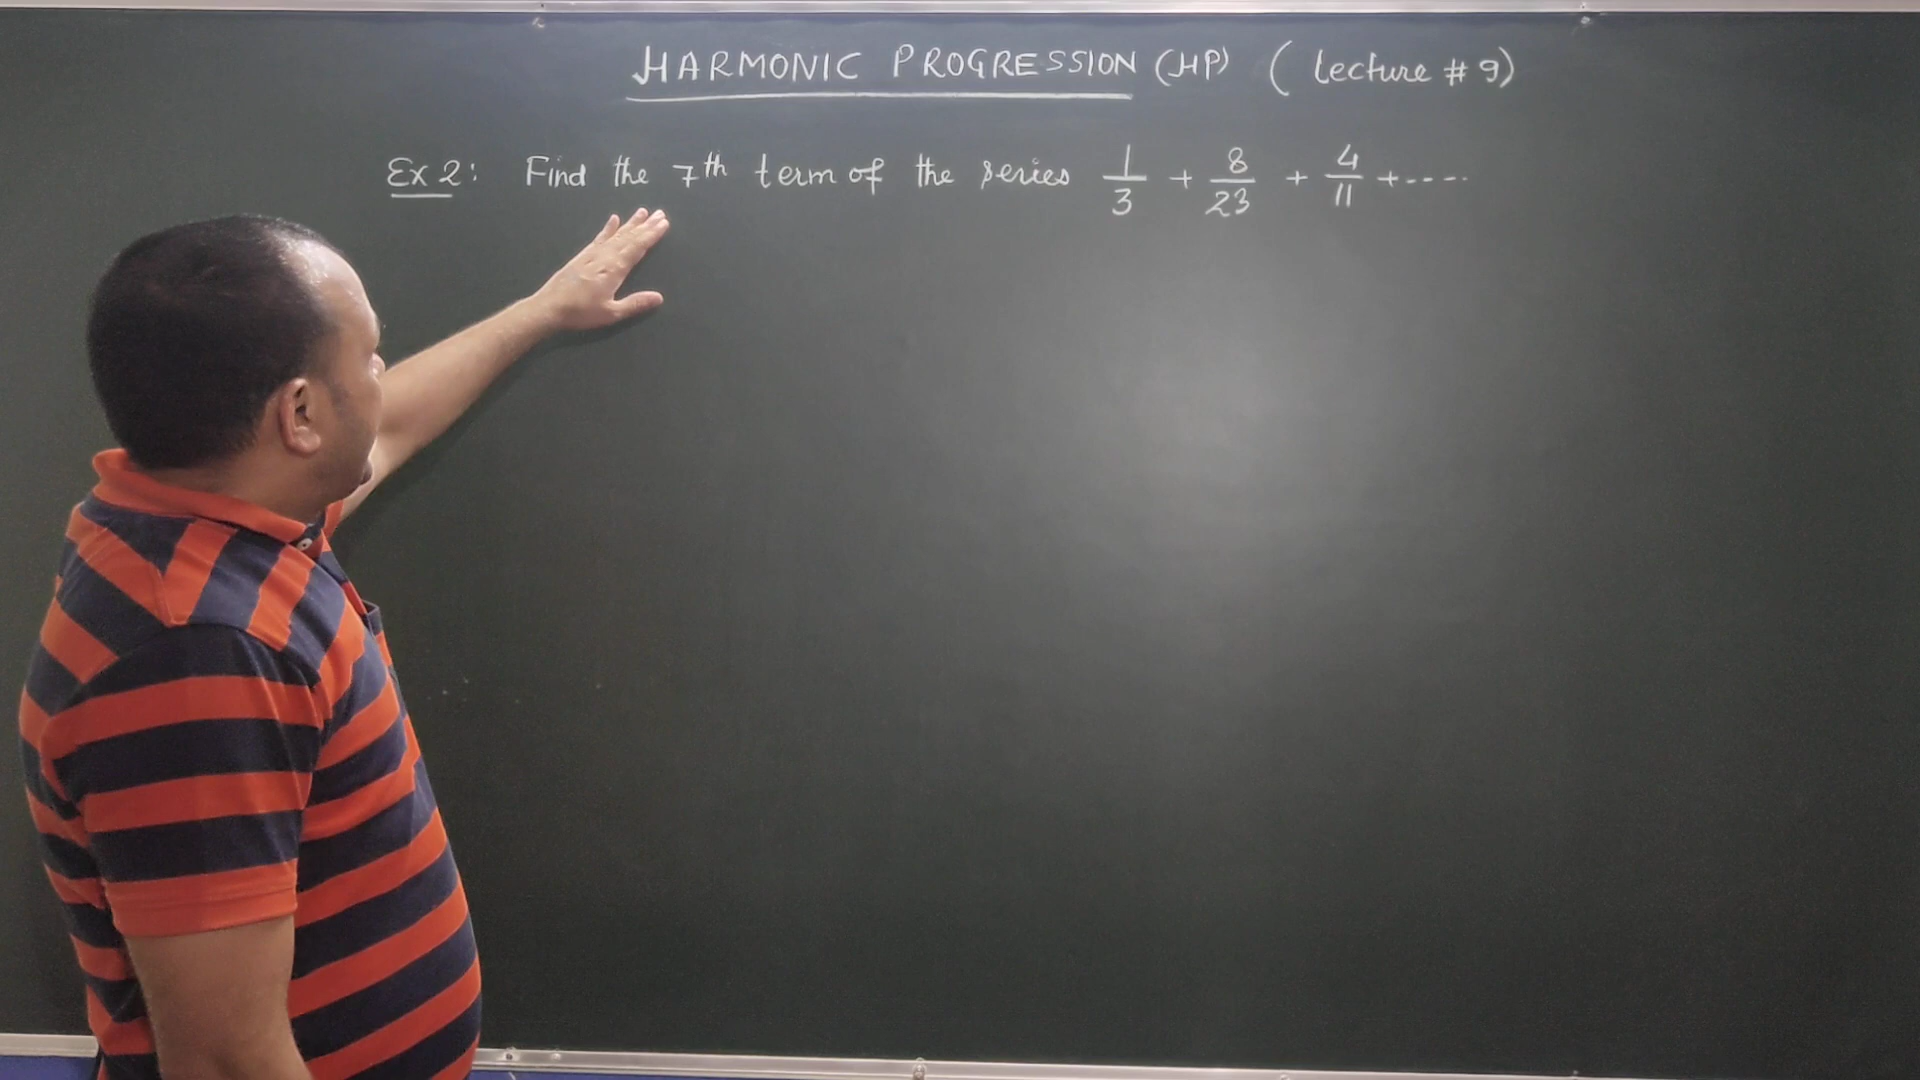 HARMONIC PROGRESSION (HP) (Lecture # 9)
Ex 2: Find the 7th term of the series 1/3 + 8/23 + 4/11 + -----